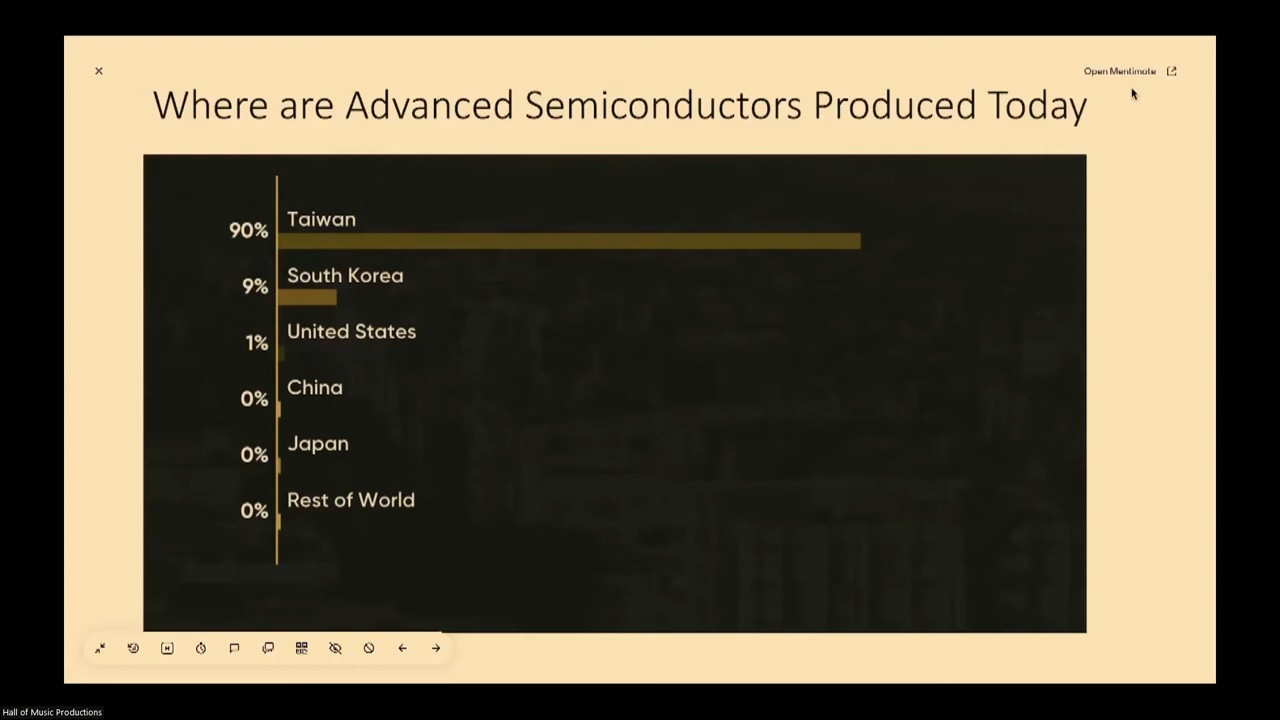 Open Mentimote
Where are Advanced Semiconductors Produced Today
90% Taiwan
9% South Korea
1% United States
0% China
0% Japan
0% Rest of World
Hall of Music Productions